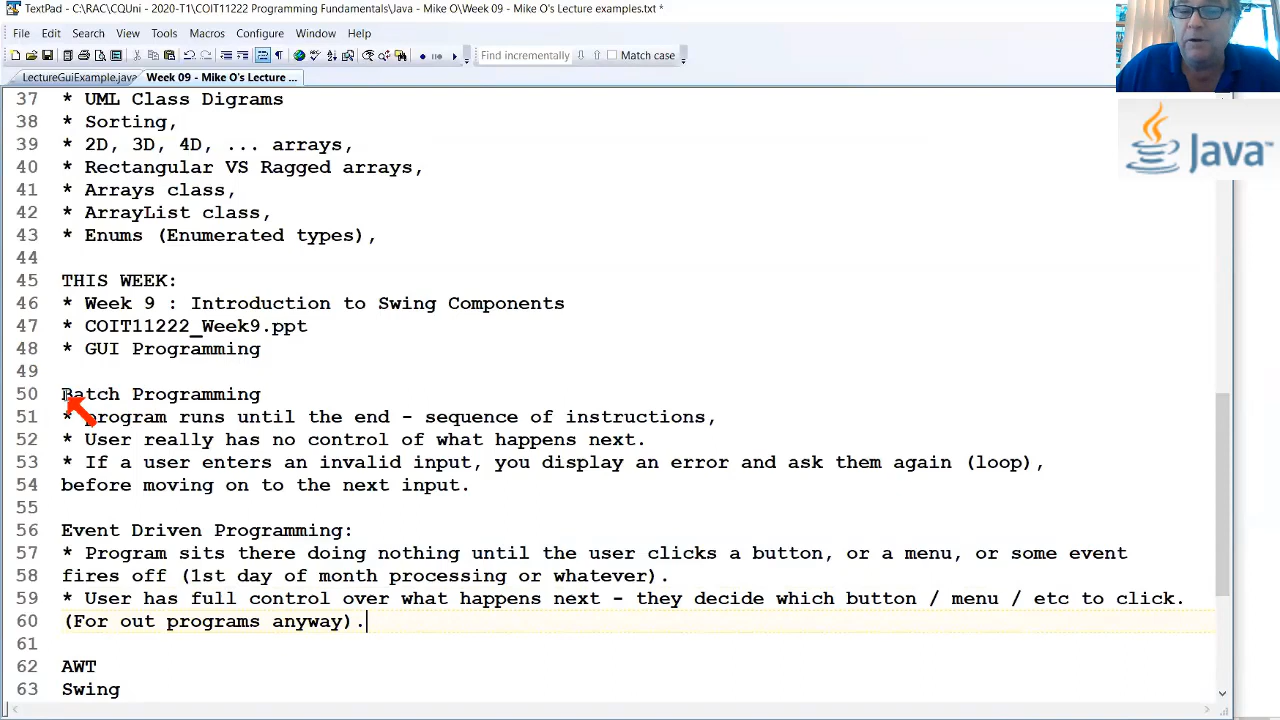 TextPad - C:\RAC\CQUni - 2020-T1\COIT11222 Programming Fundamentals\Java - Mike O\Week 09 - Mike O's Lecture examples.txt *
File Edit Search View Tools Macros Configure Window Help
Find incrementally Match case
LectureGuiExample.java Week 09 - Mike O's Lecture ...
37 * UML Class Digrams
38 * Sorting,
39 * 2D, 3D, 4D, ... arrays,
40 * Rectangular VS Ragged arrays,
41 * Arrays class,
42 * ArrayList class,
43 * Enums (Enumerated types),
44
45 THIS WEEK:
46 * Week 9 : Introduction to Swing Components
47 * COIT11222_Week9.ppt
48 * GUI Programming
49
50 Batch Programming
51 * program runs until the end - sequence of instructions,
52 * User really has no control of what happens next.
53 * If a user enters an invalid input, you display an error and ask them again (loop),
54 before moving on to the next input.
55
56 Event Driven Programming:
57 * Program sits there doing nothing until the user clicks a button, or a menu, or some event
58 fires off (1st day of month processing or whatever).
59 * User has full control over what happens next - they decide which button / menu / etc to click.
60 (For out programs anyway).
61
62 AWT
63 Swing
Java™